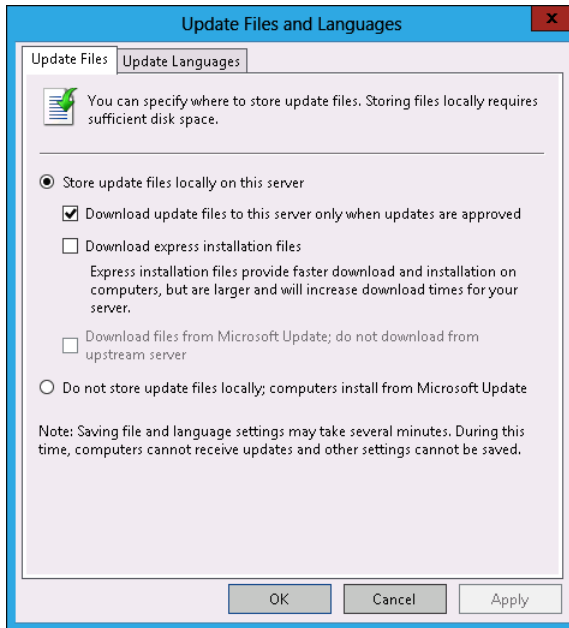 Update Files and Languages
x
Update Files
Update Languages
You can specify where to store update files. Storing files locally requires
sufficient disk space.
Store update files locally on this server
Download update files to this server only when updates are approved
Download express installation files
Express installation files provide faster download and installation on
computers, but are larger and will increase download times for your
server.
Download files from Microsoft Update; do not download from
upstream server
Do not store update files locally; computers install from Microsoft Update
Note: Saving file and language settings may take several minutes. During this
time, computers cannot receive updates and other settings cannot be saved.
OK
Cancel
Apply